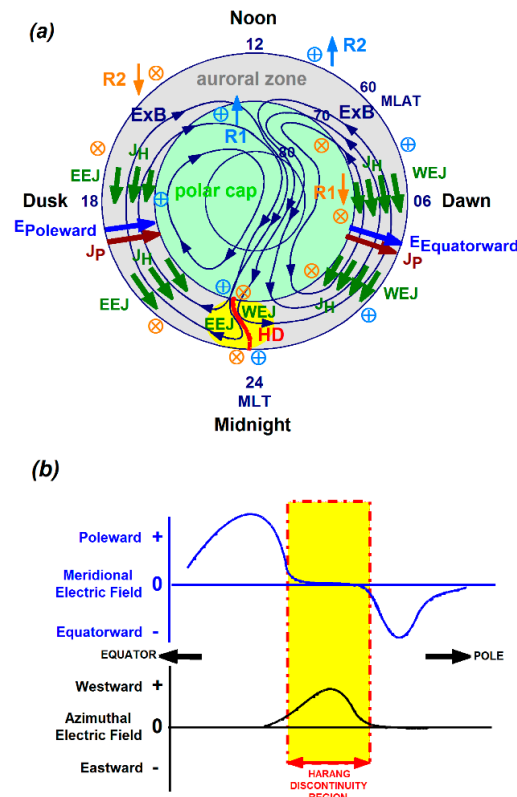 (a)
Noon
12
R2
R2
auroral zone
60
MLAT
ExB
ExB
70
R1
80
JH
JH
EEJ
WEJ
polar cap
R1
Dusk
18
06
Dawn
EPoleward
EEquatorward
JP
JP
JH
JH
EEJ
WEJ
EEJ
WEJ
HD
24
MLT
Midnight
(b)
Poleward +
Meridional 0
Electric Field
Equatorward -
EQUATOR
POLE
Westward +
Azimuthal 0
Electric Field
Eastward -
HARANG
DISCONTINUITY
REGION